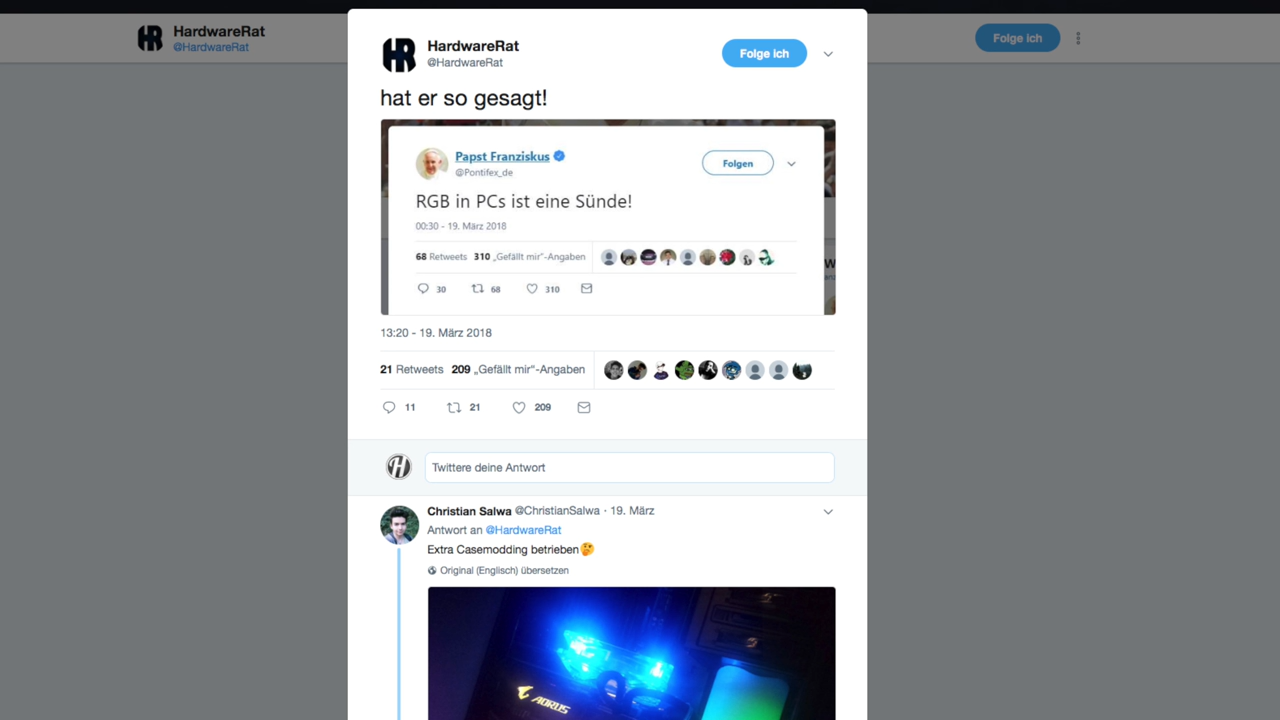 HardwareRat
@HardwareRat
Folge ich
HR
HardwareRat
@HardwareRat
Folge ich
hat er so gesagt!
Papst Franziskus
@Pontifex_de
Folgen
RGB in PCs ist eine Sünde!
00:30 - 19. März 2018
68 Retweets 310 „Gefällt mir“-Angaben
30 68 310
13:20 - 19. März 2018
21 Retweets 209 „Gefällt mir“-Angaben
11 21 209
H Twittere deine Antwort
Christian Salwa @ChristianSalwa · 19. März
Antwort an @HardwareRat
Extra Casemodding betrieben🤔
Original (Englisch) übersetzen
AORUS